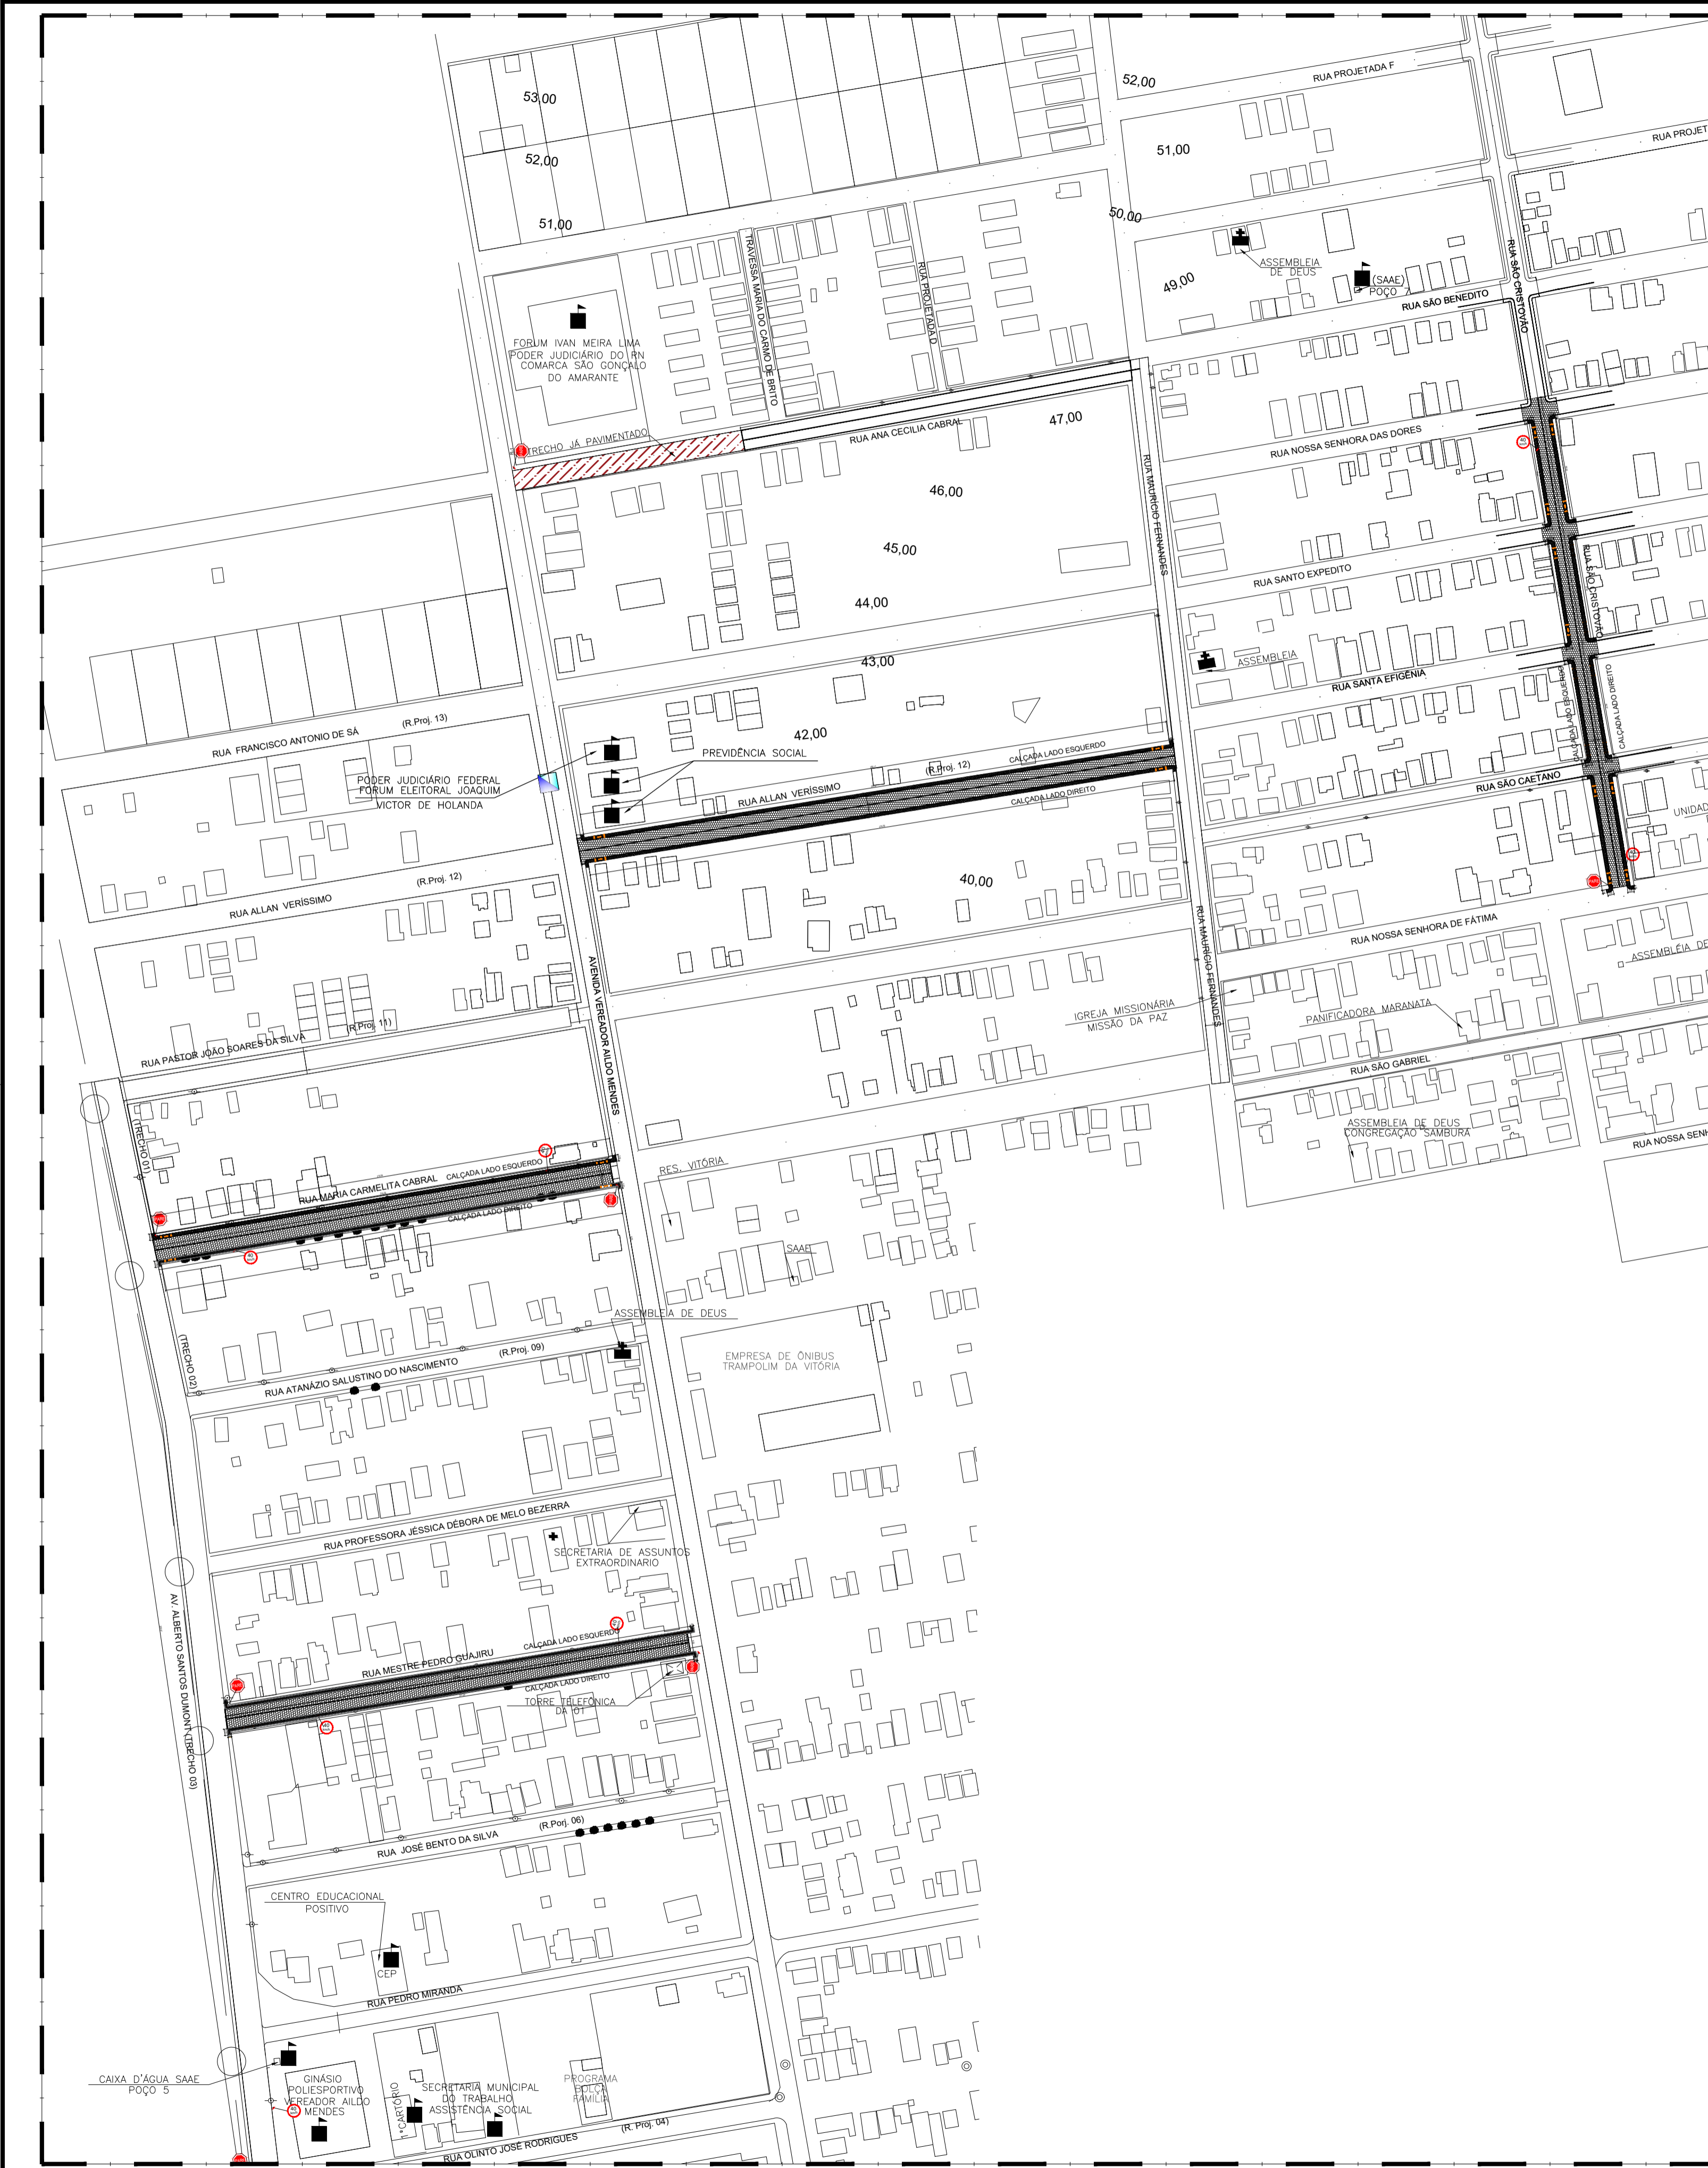 53,00
52,00
51,00
52,00
RUA PROJETADA F
51,00
RUA PROJET
50,00
49,00
ASSEMBLEIA
DE DEUS
(SAAE)
POÇO 7
RUA SÃO BENEDITO
RUA SÃO CRISTOVÃO
TRAVESSA MARIA DO CARMO DE BRITO
RUA PROJETADA D
FORUM IVAN MEIRA LIMA
PODER JUDICIÁRIO DO RN
COMARCA SÃO GONÇALO
DO AMARANTE
TRECHO JÁ PAVIMENTADO
RUA ANA CECILIA CABRAL
47,00
46,00
45,00
44,00
43,00
42,00
40,00
RUA MAURÍCIO FERNANDES
RUA NOSSA SENHORA DAS DORES
40
RUA SANTO EXPEDITO
RUA SÃO CRISTOVÃO
ASSEMBLEIA
RUA SANTA EFIGÊNIA
CALÇADA LADO ESQUERDO
CALÇADA LADO DIREITO
RUA SÃO CAETANO
UNIDAD
RUA FRANCISCO ANTONIO DE SÁ
(R.Proj. 13)
PODER JUDICIÁRIO FEDERAL
FORUM ELEITORAL JOAQUIM
VICTOR DE HOLANDA
PREVIDÊNCIA SOCIAL
RUA ALLAN VERÍSSIMO
(R.Proj. 12)
CALÇADA LADO ESQUERDO
CALÇADA LADO DIREITO
RUA ALLAN VERÍSSIMO
(R.Proj. 12)
RUA NOSSA SENHORA DE FÁTIMA
ASSEMBLÉIA DE
RUA MAURICIO FERNANDES
AVENIDA VEREADOR AILDO MENDES
IGREJA MISSIONÁRIA
MISSÃO DA PAZ
PANIFICADORA MARANATA
RUA SÃO GABRIEL
ASSEMBLEIA DE DEUS
CONGREGAÇÃO SAMBURÁ
RUA NOSSA SENH
RUA PASTOR JOÃO SOARES DA SILVA
(R.Proj. 11)
(TRECHO 01)
RUA MARIA CARMELITA CABRAL
CALÇADA LADO ESQUERDO
CALÇADA LADO DIREITO
40
RES. VITÓRIA
SAAE
ASSEMBLEIA DE DEUS
(TRECHO 02)
RUA ATANÁZIO SALUSTINO DO NASCIMENTO
(R.Proj. 09)
EMPRESA DE ÔNIBUS
TRAMPOLIM DA VITÓRIA
RUA PROFESSORA JÉSSICA DÉBORA DE MELO BEZERRA
SECRETARIA DE ASSUNTOS
EXTRAORDINARIO
AV. ALBERTO SANTOS DUMONT (TRECHO 03)
RUA MESTRE PEDRO GUAJIRU
CALÇADA LADO ESQUERDO
CALÇADA LADO DIREITO
TORRE TELEFÔNICA
DA OI
40
RUA JOSÉ BENTO DA SILVA
(R.Porj. 06)
CENTRO EDUCACIONAL
POSITIVO
CEP
RUA PEDRO MIRANDA
CAIXA D'ÁGUA SAAE
POÇO 5
GINÁSIO
POLIESPORTIVO
VEREADOR AILDO
MENDES
40
1°CARTÓRIO
SECRETARIA MUNICIPAL
DO TRABALHO
ASSISTÊNCIA SOCIAL
PROGRAMA
BOLÇA
FAMÍLIA
RUA OLINTO JOSÉ RODRIGUES
(R. Proj. 04)